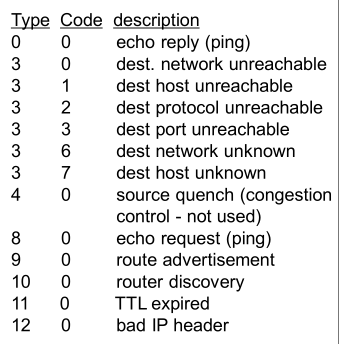 Type Code description
0 0 echo reply (ping)
3 0 dest. network unreachable
3 1 dest host unreachable
3 2 dest protocol unreachable
3 3 dest port unreachable
3 6 dest network unknown
3 7 dest host unknown
4 0 source quench (congestion
control - not used)
8 0 echo request (ping)
9 0 route advertisement
10 0 router discovery
11 0 TTL expired
12 0 bad IP header